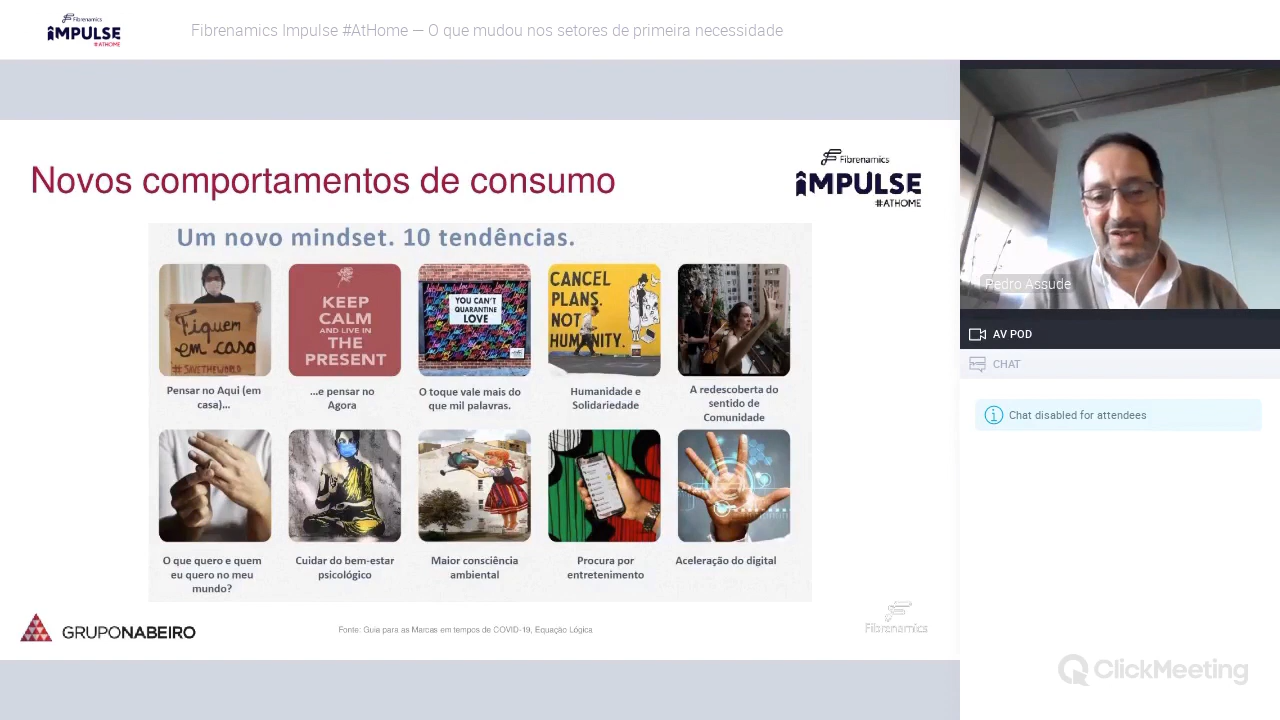 Fibrenamics
IMPULSE
#ATHOME
Fibrenamics Impulse #AtHome — O que mudou nos setores de primeira necessidade
Novos comportamentos de consumo
Fibrenamics
IMPULSE
#ATHOME
Um novo mindset. 10 tendências.
Fiquem
em casa
#SAVETHEWORLD
KEEP
CALM
AND LIVE IN
THE
PRESENT
YOU CAN'T
QUARANTINE
LOVE
CANCEL
PLANS.
NOT
HUMANITY.
Pensar no Aqui (em
casa)...
...e pensar no
Agora
O toque vale mais do
que mil palavras.
Humanidade e
Solidariedade
A redescoberta do
sentido de
Comunidade
O que quero e quem
eu quero no meu
mundo?
Cuidar do bem-estar
psicológico
Maior consciência
ambiental
Procura por
entretenimento
Aceleração do digital
GRUPONABEIRO
Fonte: Guia para as Marcas em tempos de COVID-19, Equação Lógica
Fibrenamics
Pedro Assude
AV POD
CHAT
Chat disabled for attendees
ClickMeeting